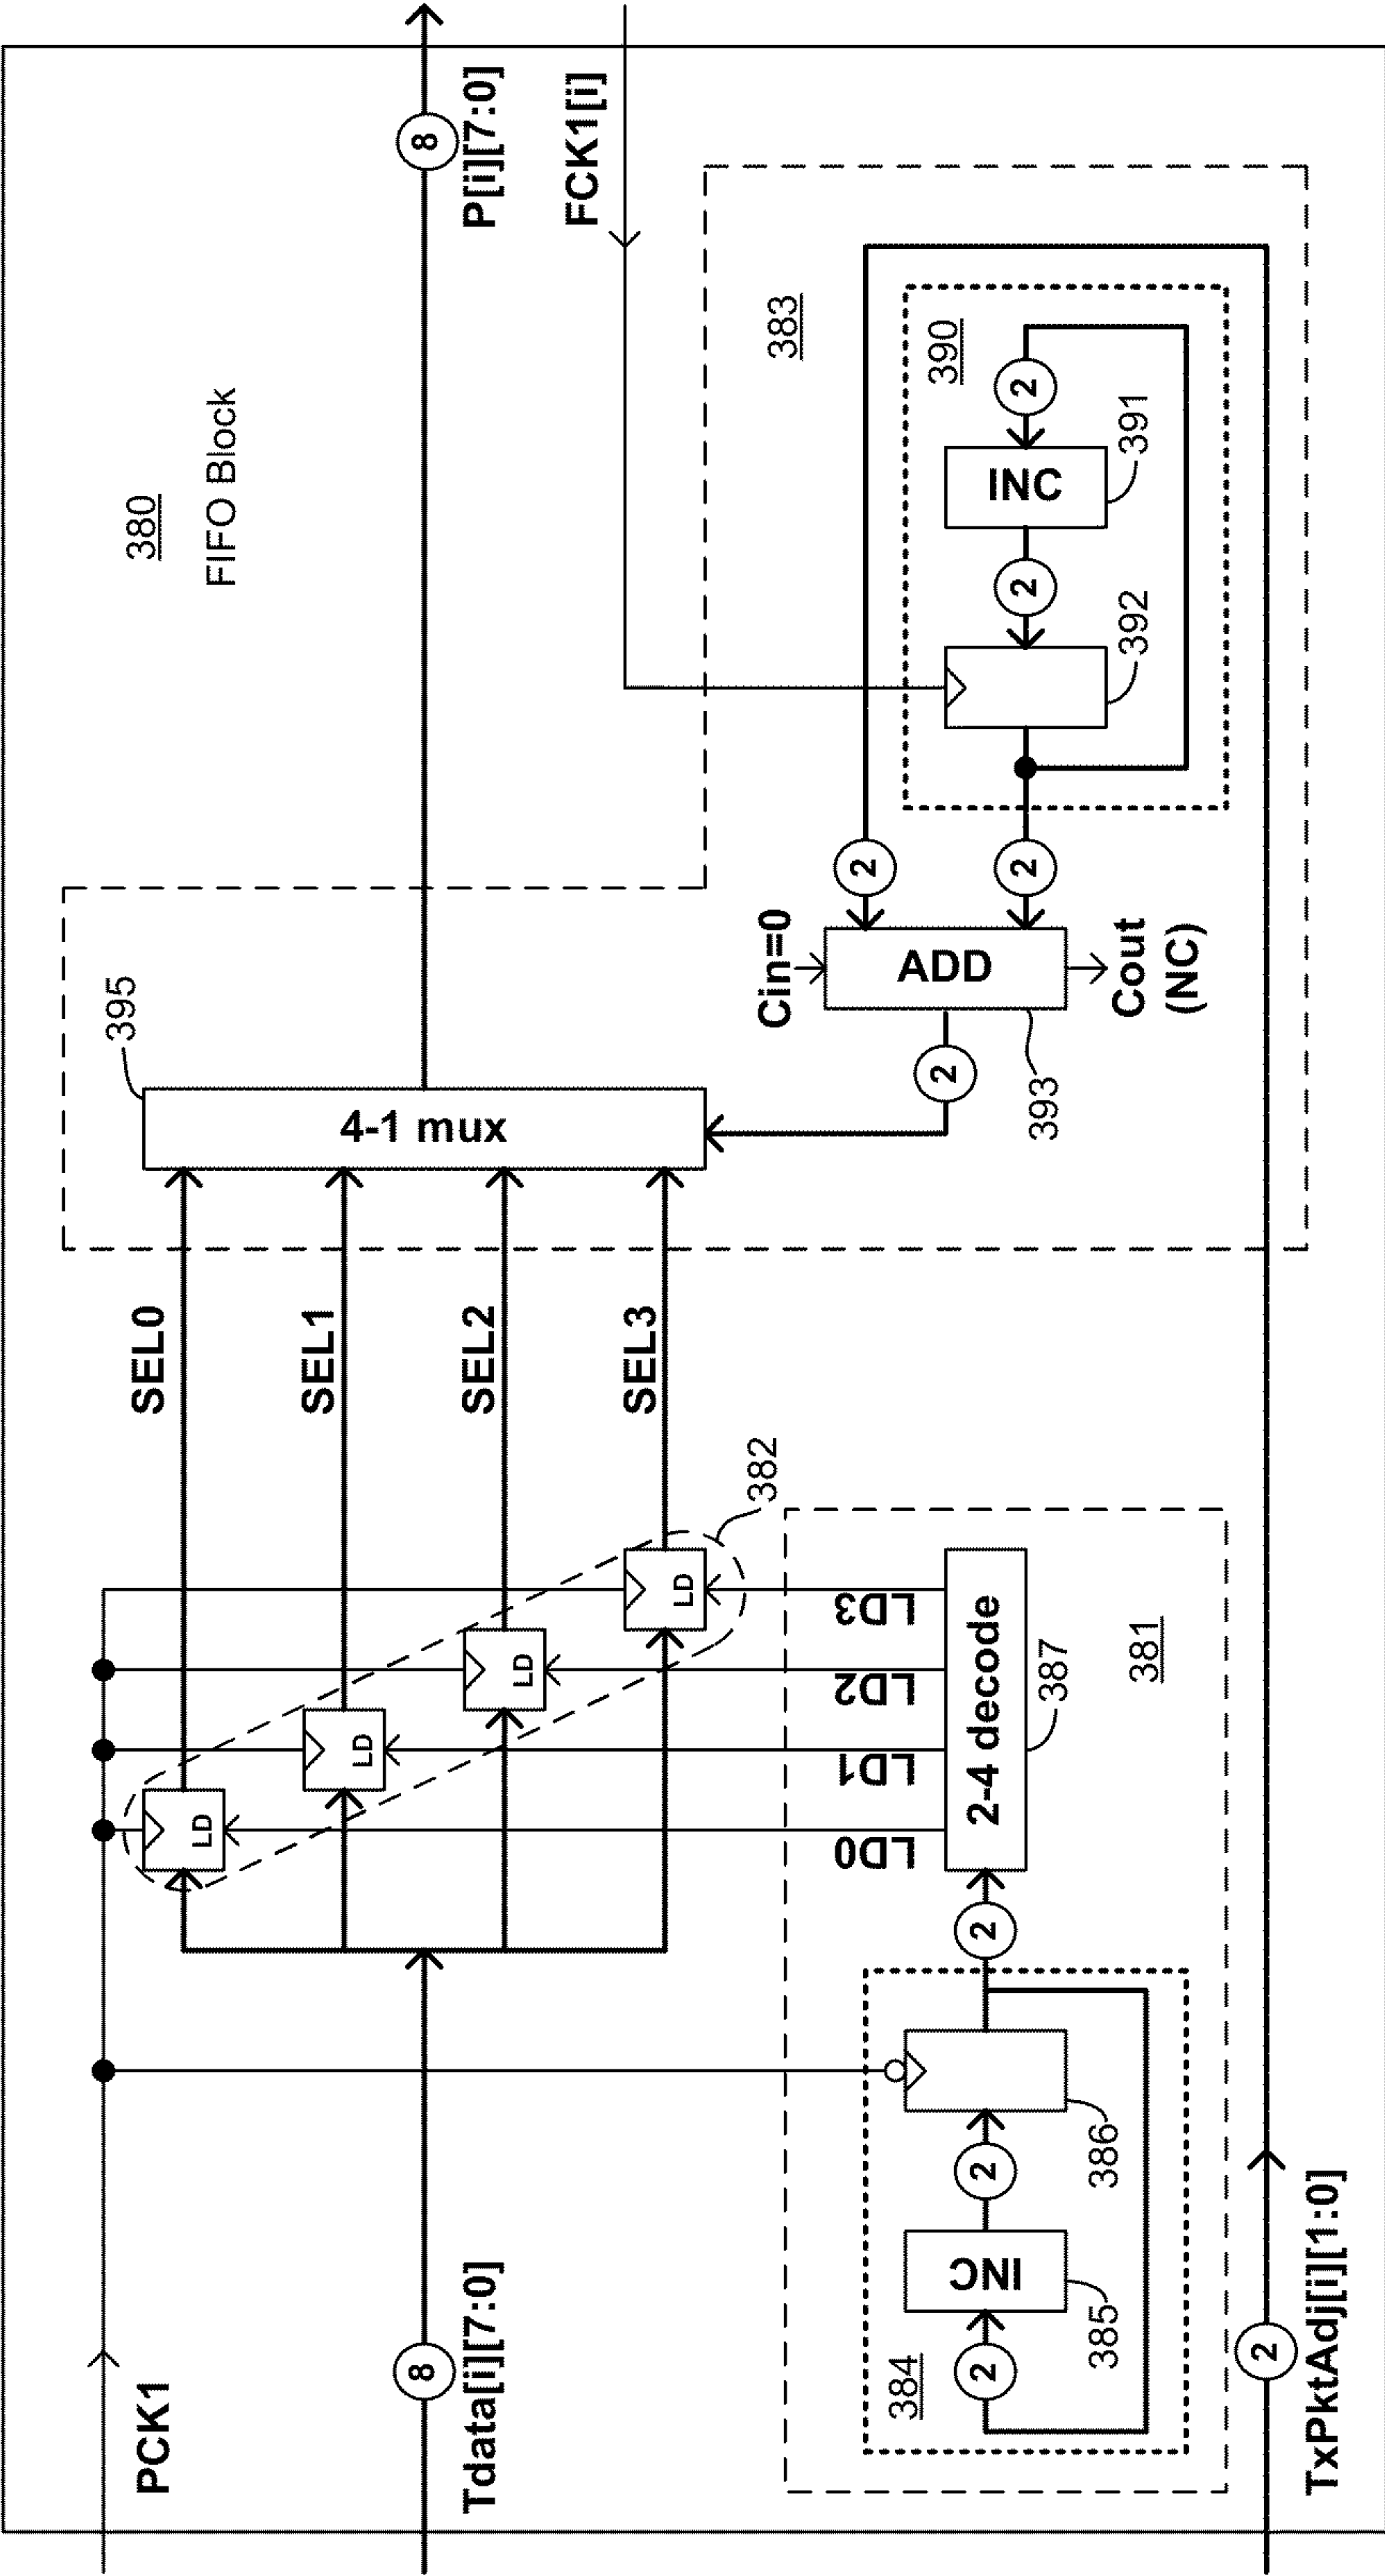 380
FIFO Block
PCK1
Tdata[i][7:0]
8
LD
LD
LD
LD
382
SEL0
SEL1
SEL2
SEL3
395
4-1 mux
8
P[i][7:0]
FCK1[i]
LD0
LD1
LD2
LD3
2-4 decode
387
381
384
2
INC
385
2
386
2
383
Cin=0
ADD
Cout
(NC)
393
2
2
2
390
392
2
INC
391
2
2
TxPktAdj[i][1:0]